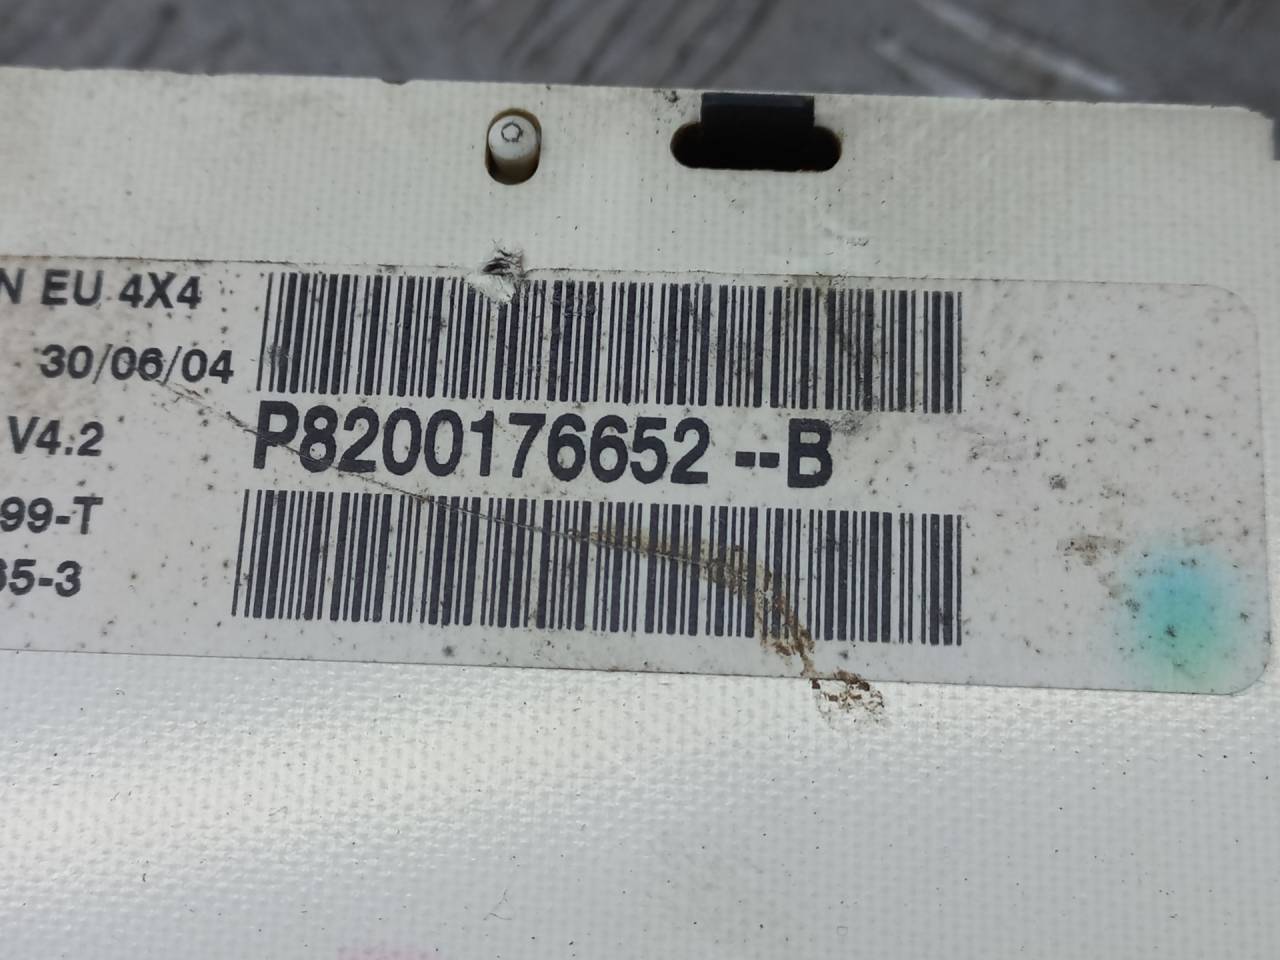 N EU 4X4
30/06/04
P8200176652 --B
V4.2
99-T
65-3